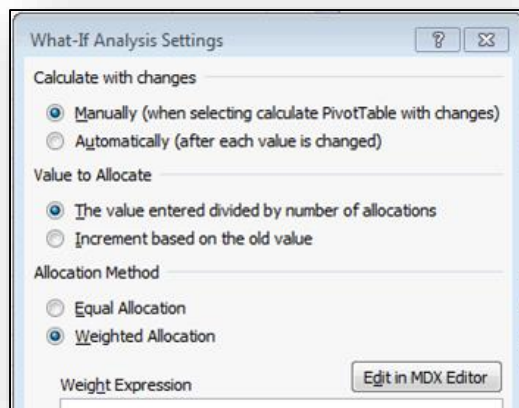 What-If Analysis Settings
Calculate with changes
Manually (when selecting calculate PivotTable with changes)
Automatically (after each value is changed)
Value to Allocate
The value entered divided by number of allocations
Increment based on the old value
Allocation Method
Equal Allocation
Weighted Allocation
Weight Expression
Edit in MDX Editor